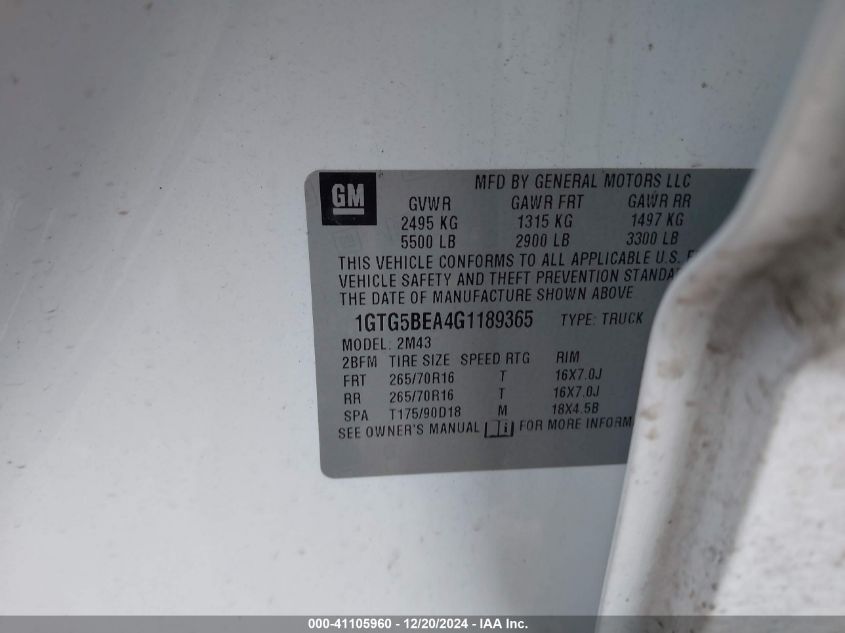 GM
MFD BY GENERAL MOTORS LLC
GVWR GAWR FRT GAWR RR
2495 KG 1315 KG 1497 KG
5500 LB 2900 LB 3300 LB
THIS VEHICLE CONFORMS TO ALL APPLICABLE U.S.
VEHICLE SAFETY AND THEFT PREVENTION
THE DATE OF MANUFACTURE SHOWN ABOVE
1GTG5BEA4G1189365 TYPE: TRUCK
MODEL: 2M43
2BFM TIRE SIZE SPEED RTG RIM
FRT 265/70R16 T 16X7.0J
RR 265/70R16 T 16X7.0J
SPA T175/90D18 M 18X4.5B
SEE OWNER'S MANUAL i FOR MORE
000-41105960 - 12/20/2024 - IAA Inc.